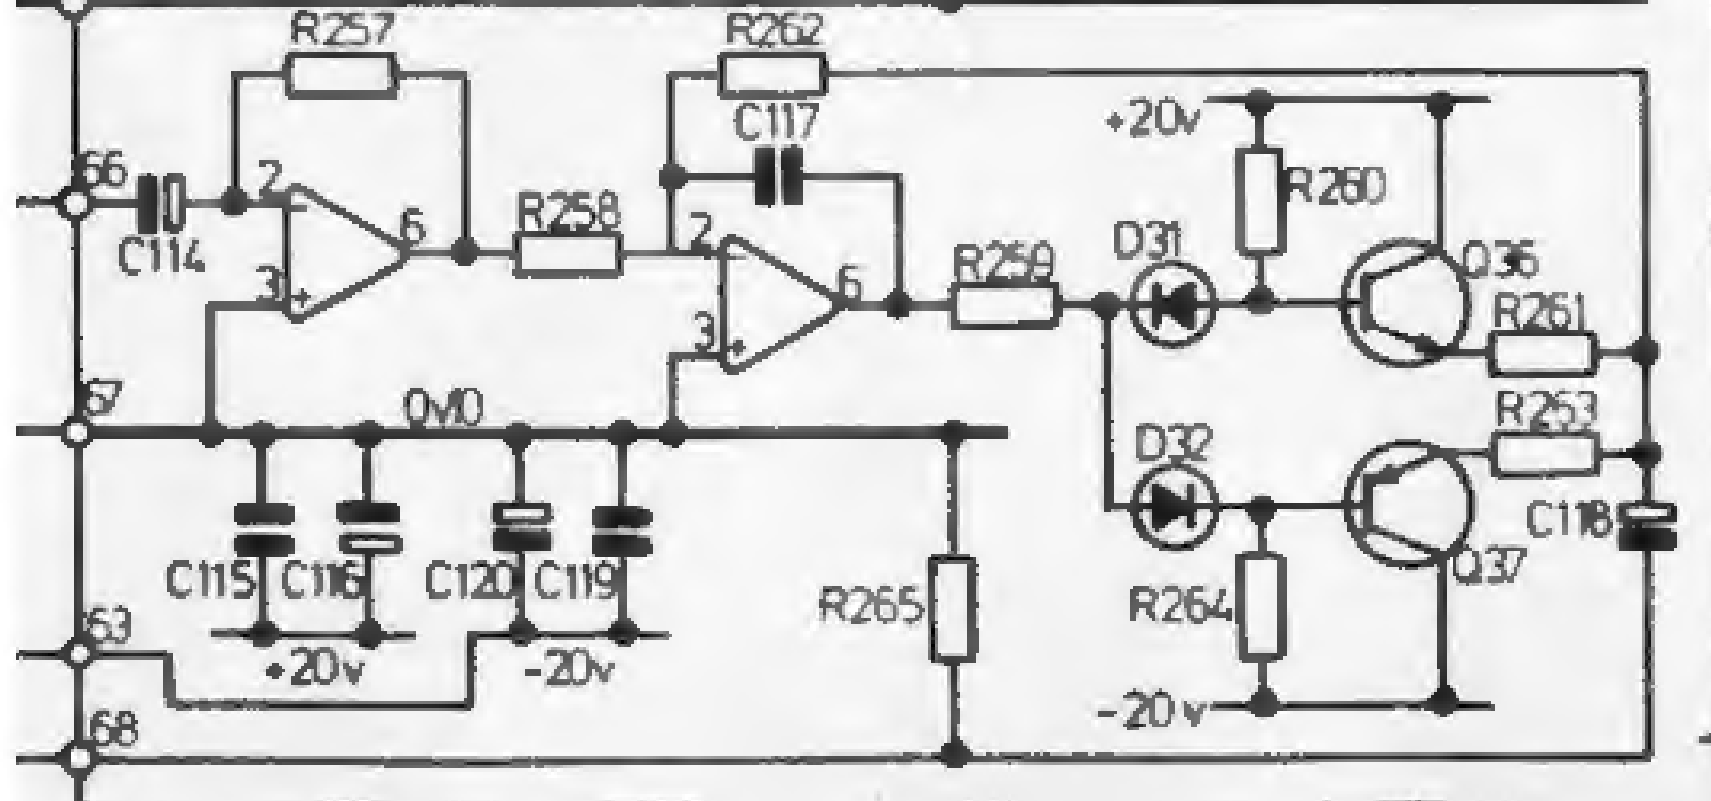 R257
R262
+20v
C117
66
2
R260
6
R258
2
C114
D31
Q36
3
+
6
R259
R261
3
+
67
0v10
R263
D32
C118
C115
C116
C120
C119
R265
R264
Q37
63
+20v
-20v
-20v
68